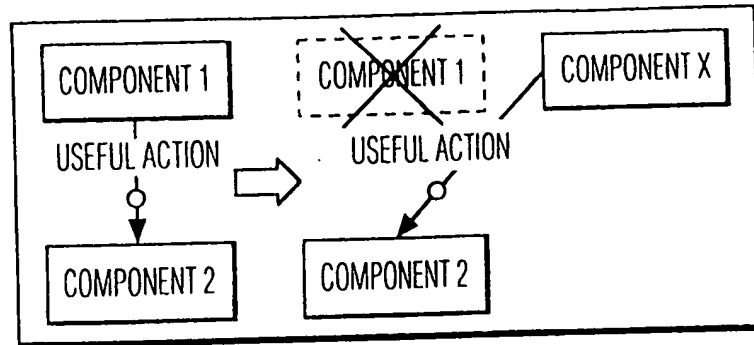 COMPONENT 1
USEFUL ACTION
COMPONENT 2
COMPONENT 1
COMPONENT X
USEFUL ACTION
COMPONENT 2